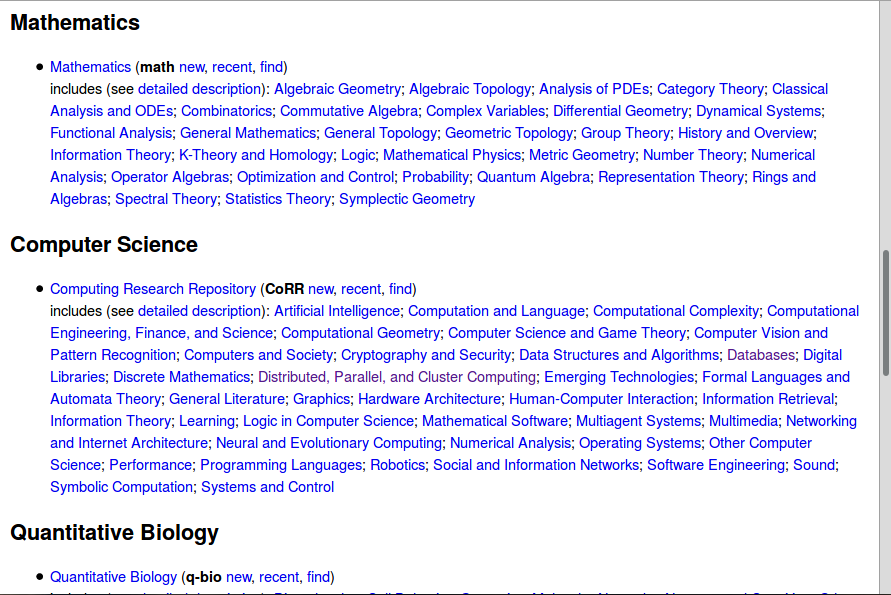 Mathematics
Mathematics (math new, recent, find)
includes (see detailed description): Algebraic Geometry; Algebraic Topology; Analysis of PDEs; Category Theory; Classical
Analysis and ODEs; Combinatorics; Commutative Algebra; Complex Variables; Differential Geometry; Dynamical Systems;
Functional Analysis; General Mathematics; General Topology; Geometric Topology; Group Theory; History and Overview;
Information Theory; K-Theory and Homology; Logic; Mathematical Physics; Metric Geometry; Number Theory; Numerical
Analysis; Operator Algebras; Optimization and Control; Probability; Quantum Algebra; Representation Theory; Rings and
Algebras; Spectral Theory; Statistics Theory; Symplectic Geometry
Computer Science
Computing Research Repository (CoRR new, recent, find)
includes (see detailed description): Artificial Intelligence; Computation and Language; Computational Complexity; Computational
Engineering, Finance, and Science; Computational Geometry; Computer Science and Game Theory; Computer Vision and
Pattern Recognition; Computers and Society; Cryptography and Security; Data Structures and Algorithms; Databases; Digital
Libraries; Discrete Mathematics; Distributed, Parallel, and Cluster Computing; Emerging Technologies; Formal Languages and
Automata Theory; General Literature; Graphics; Hardware Architecture; Human-Computer Interaction; Information Retrieval;
Information Theory; Learning; Logic in Computer Science; Mathematical Software; Multiagent Systems; Multimedia; Networking
and Internet Architecture; Neural and Evolutionary Computing; Numerical Analysis; Operating Systems; Other Computer
Science; Performance; Programming Languages; Robotics; Social and Information Networks; Software Engineering; Sound;
Symbolic Computation; Systems and Control
Quantitative Biology
Quantitative Biology (q-bio new, recent, find)